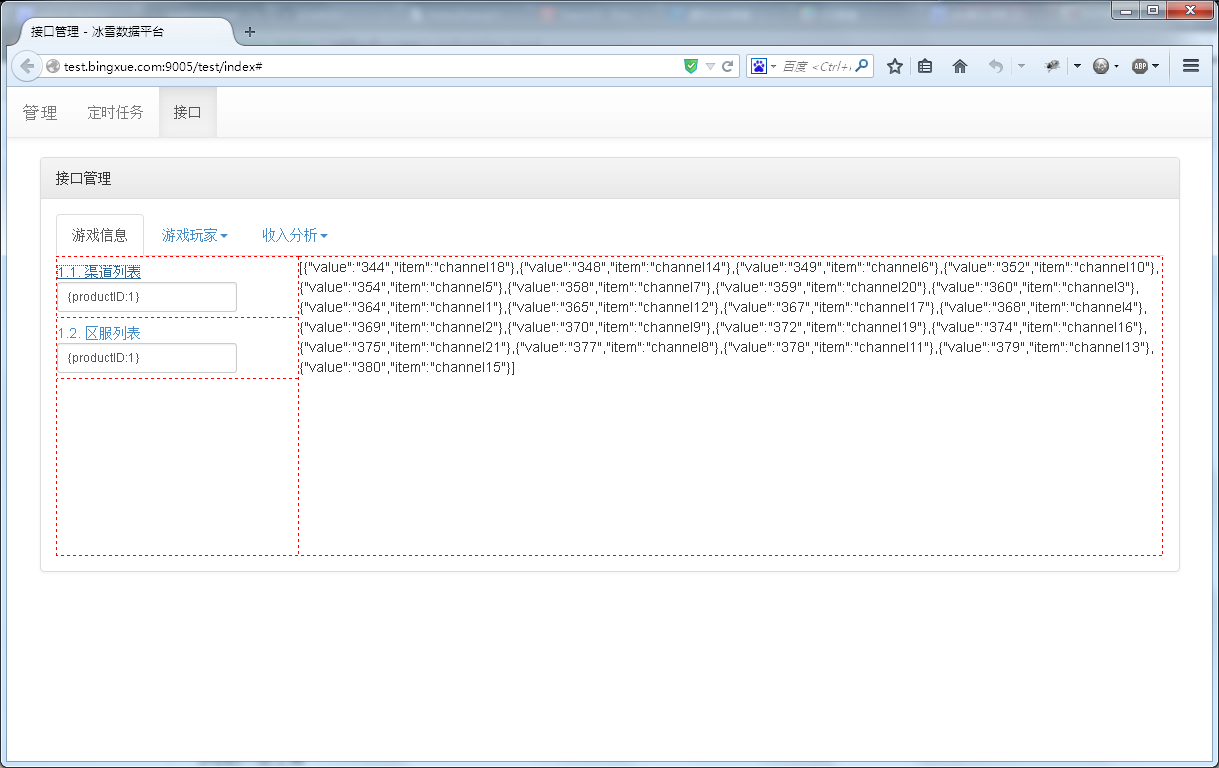 接口管理 - 冰雪数据平台
test.bingxue.com:9005/test/index#
百度 <Ctrl+
ABP
管理 定时任务 接口
接口管理
游戏信息 游戏玩家 收入分析
1.1. 渠道列表
{productID:1}
1.2. 区服列表
{productID:1}
[{"value":"344","item":"channel18"},{"value":"348","item":"channel14"},{"value":"349","item":"channel6"},{"value":"352","item":"channel10"},
{"value":"354","item":"channel5"},{"value":"358","item":"channel7"},{"value":"359","item":"channel20"},{"value":"360","item":"channel3"},
{"value":"364","item":"channel1"},{"value":"365","item":"channel12"},{"value":"367","item":"channel17"},{"value":"368","item":"channel4"},
{"value":"369","item":"channel2"},{"value":"370","item":"channel9"},{"value":"372","item":"channel19"},{"value":"374","item":"channel16"},
{"value":"375","item":"channel21"},{"value":"377","item":"channel8"},{"value":"378","item":"channel11"},{"value":"379","item":"channel13"},
{"value":"380","item":"channel15"}]